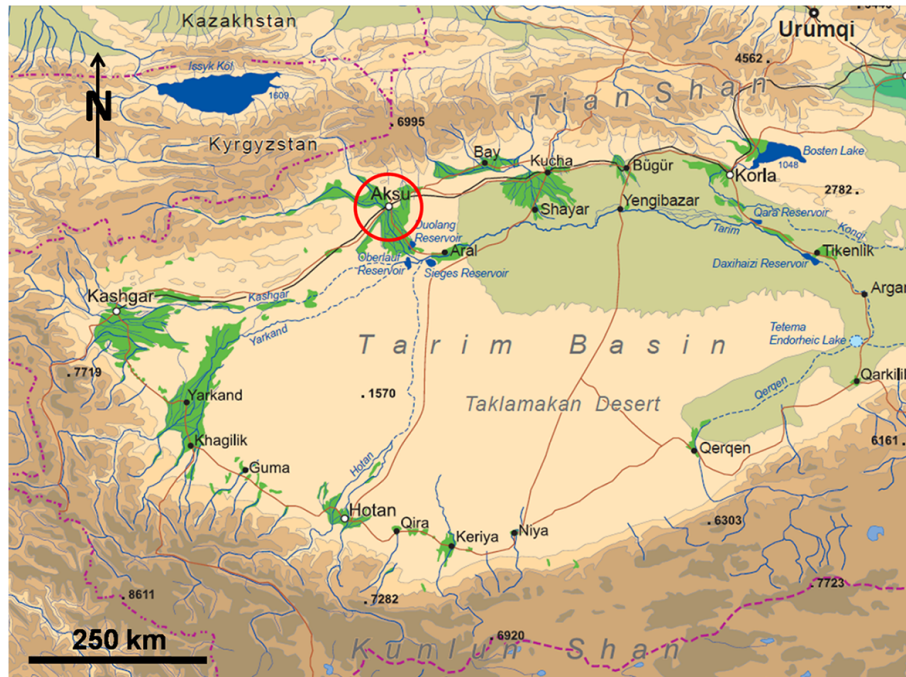 Kazakhstan
Urumqi
4562
Issyk Köl
1609
N
6995
Tian Shan
Kyrgyzstan
Bosten Lake
1048
Bay
Kucha
Bügür
Korla
2782
Aksu
Shayar
Yengibazar
Qara Reservoir
Duolang
Reservoir
Tarim
Konqi
Oberlauf
Reservoir
Aral
Sieges Reservoir
Tikenlik
Daxihaizi Reservoir
Kashgar
Kashgar
Argan
Yarkand
Tarim Basin
Tetema
Endorheic Lake
7719
1570
Qerqen
Qarkilik
Yarkand
Taklamakan Desert
Khagilik
6161
Qerqen
Guma
Hotan
Hotan
Qira
Keriya
Niya
6303
7723
8611
7282
6920
Kunlun Shan
250 km